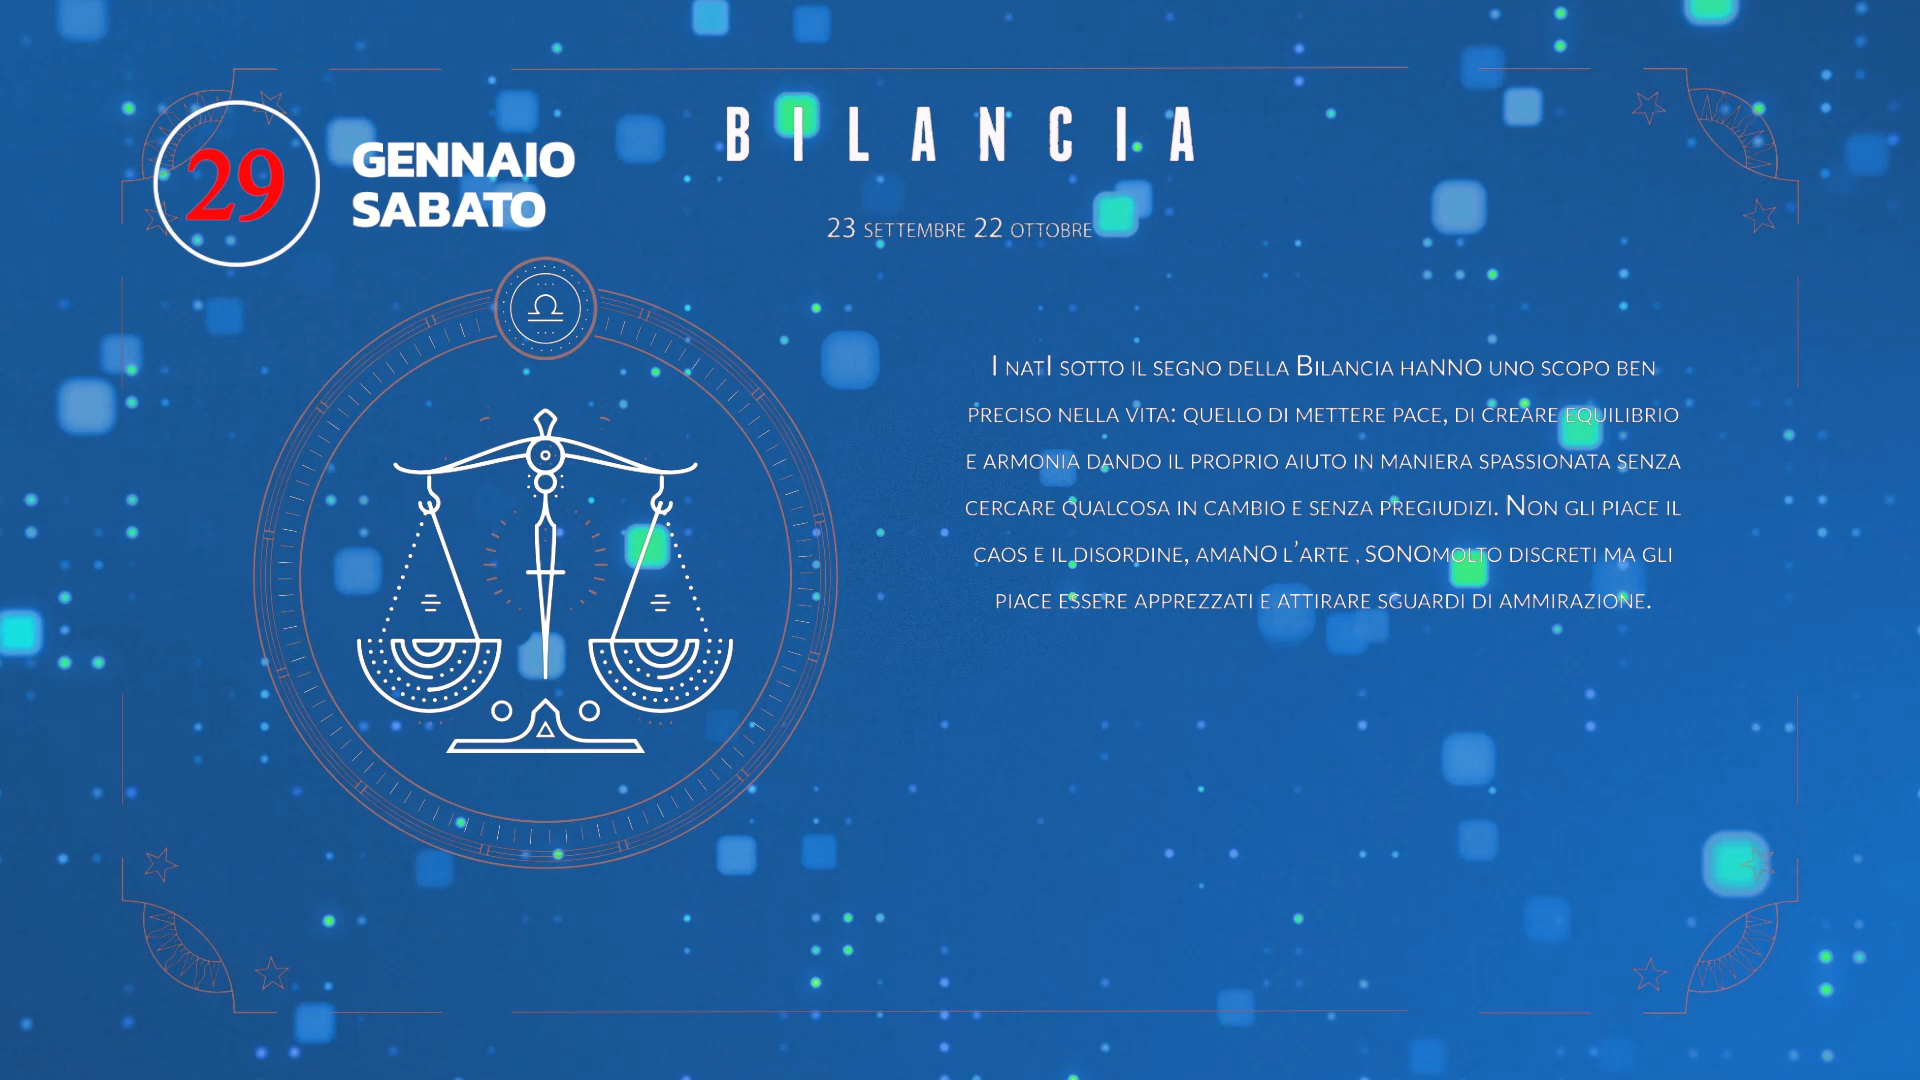 29
GENNAIO
SABATO
BILANCIA
23 settembre 22 ottobre
I natI sotto il segno della Bilancia haNNO uno scopo ben
preciso nella vita: quello di mettere pace, di creare equilibrio
e armonia dando il proprio aiuto in maniera spassionata senza
cercare qualcosa in cambio e senza pregiudizi. Non gli piace il
caos e il disordine, amaNO l'arte , SONOmolto discreti ma gli
piace essere apprezzati e attirare sguardi di ammirazione.